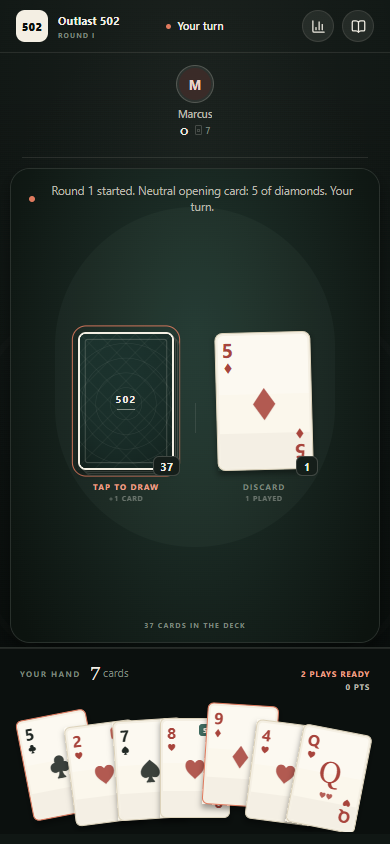 502
Outlast 502
ROUND I
Your turn
M
Marcus
0 7
Round 1 started. Neutral opening card: 5 of diamonds. Your
turn.
502
37
5
5
1
TAP TO DRAW
+1 CARD
DISCARD
1 PLAYED
37 CARDS IN THE DECK
YOUR HAND 7 cards
2 PLAYS READY
0 PTS
5
2
7
8
9
4
Q
Q
Q